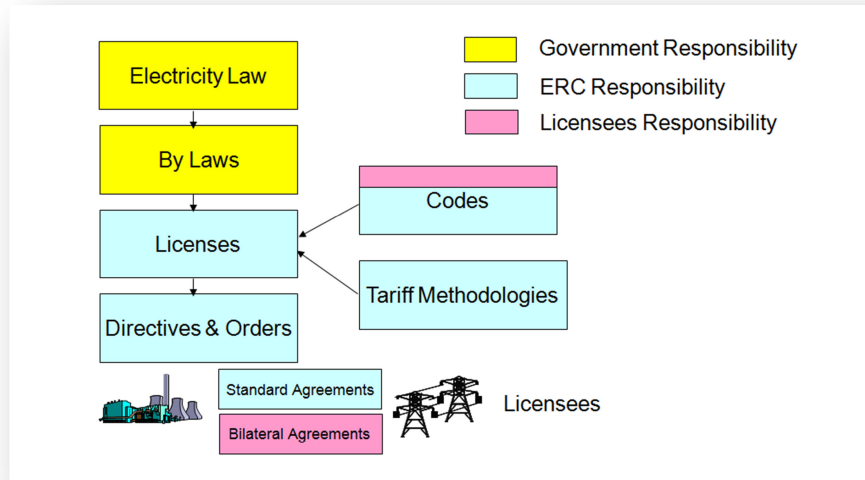 Electricity Law
By Laws
Licenses
Directives & Orders
Codes
Tariff Methodologies
Government Responsibility
ERC Responsibility
Licensees Responsibility
Standard Agreements
Bilateral Agreements
Licensees